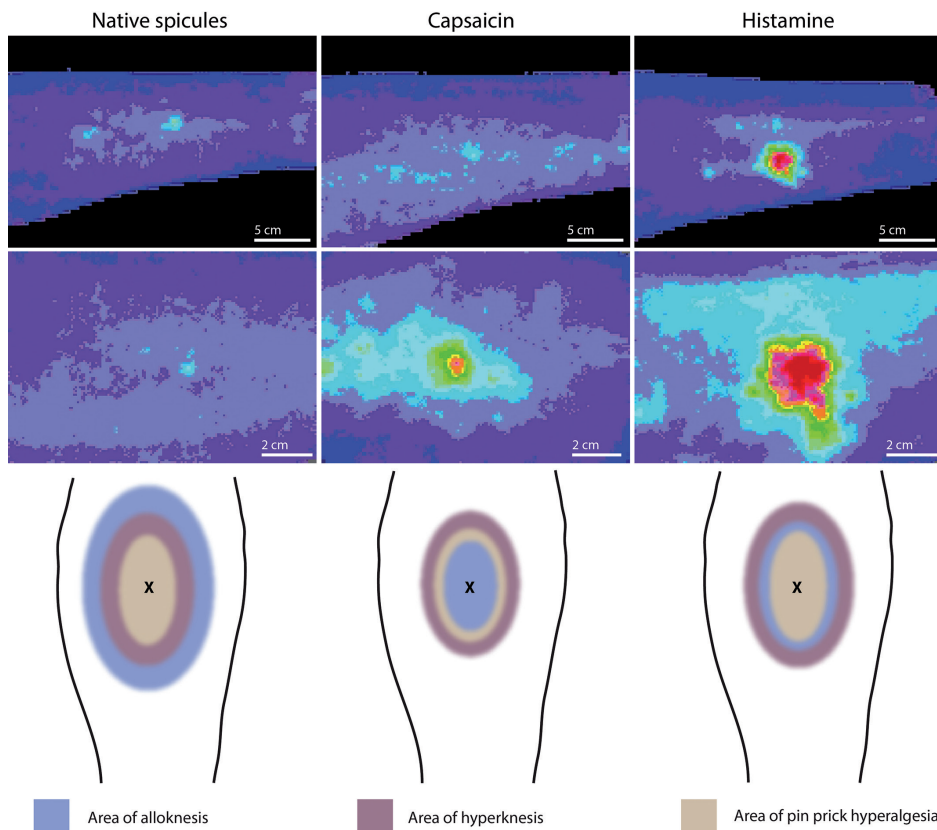 Native spicules
Capsaicin
Histamine
5 cm
5 cm
5 cm
2 cm
2 cm
2 cm
X
X
X
Area of alloknesis
Area of hyperknesis
Area of pin prick hyperalgesia